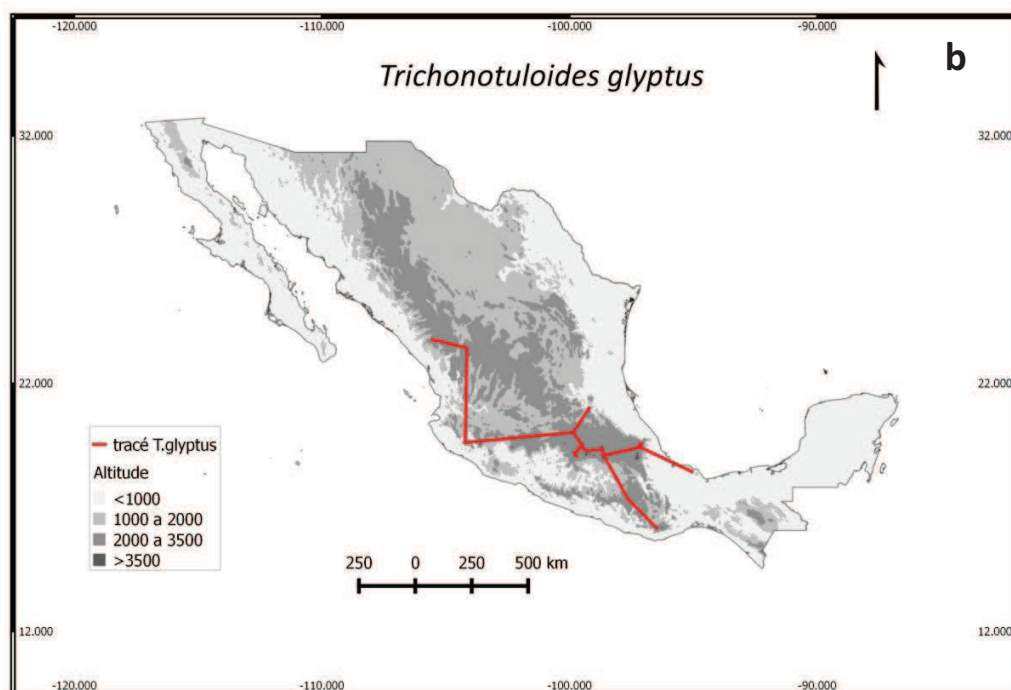 -120.000 -110.000 -100.000 -90.000
Trichonotuloides glyptus
b
32.000 32.000
22.000 22.000
tracé T.glyptus
Altitude
<1000
1000 a 2000
2000 a 3500
>3500
250 0 250 500 km
12.000 12.000
-120.000 -110.000 -100.000 -90.000